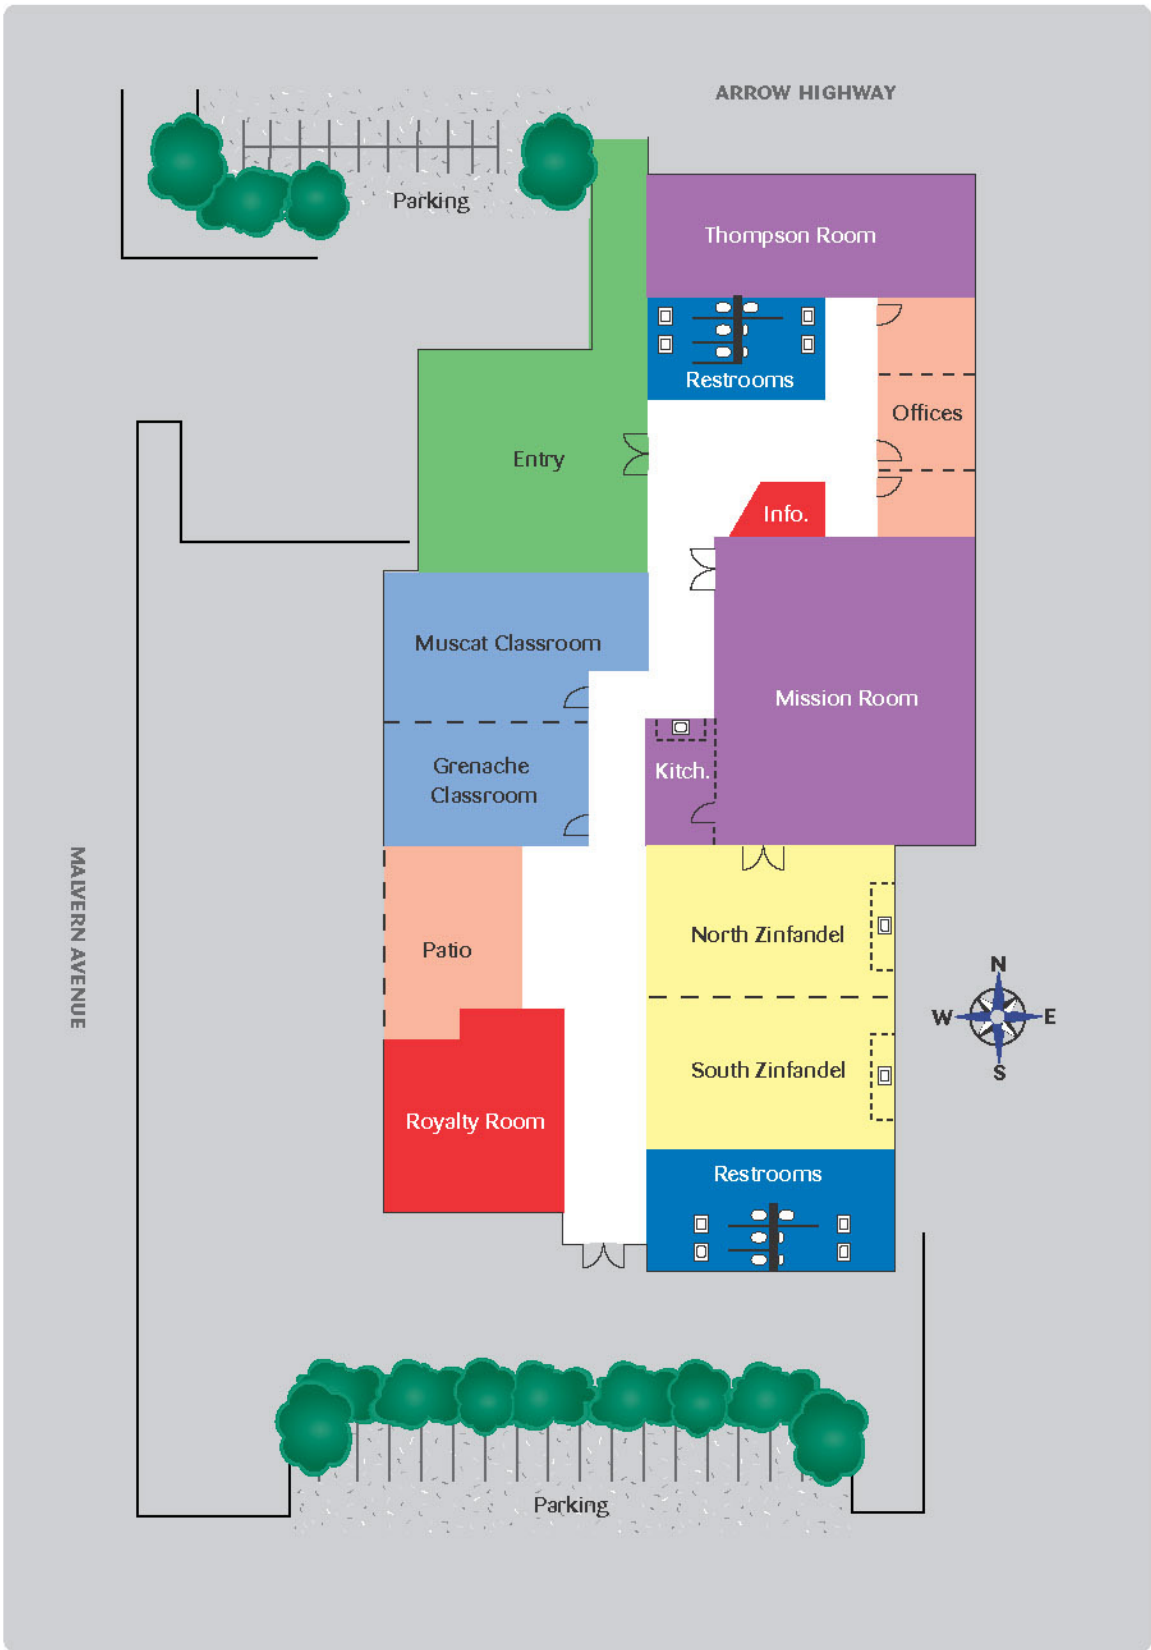 ARROW HIGHWAY
Parking
Thompson Room
Restrooms
Offices
Entry
Info.
Muscat Classroom
Mission Room
Grenache
Classroom
Kitch.
MALVERN AVENUE
Patio
North Zinfandel
N
W
E
S
South Zinfandel
Royalty Room
Restrooms
Parking